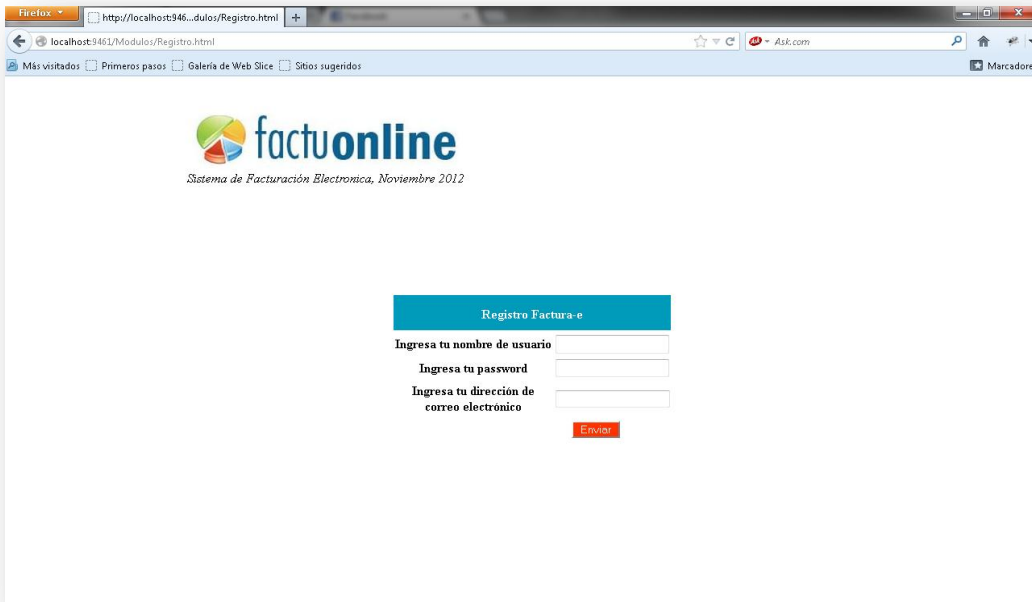 Firefox
http://localhost:946...dulos/Registro.html +
localhost:9461/Modulos/Registro.html
Ask.com
Más visitados Primeros pasos Galería de Web Slice Sitios sugeridos
Marcadore
factuonline
Sistema de Facturación Electronica, Noviembre 2012
Registro Factura-e
Ingresa tu nombre de usuario
Ingresa tu password
Ingresa tu dirección de
correo electrónico
Enviar